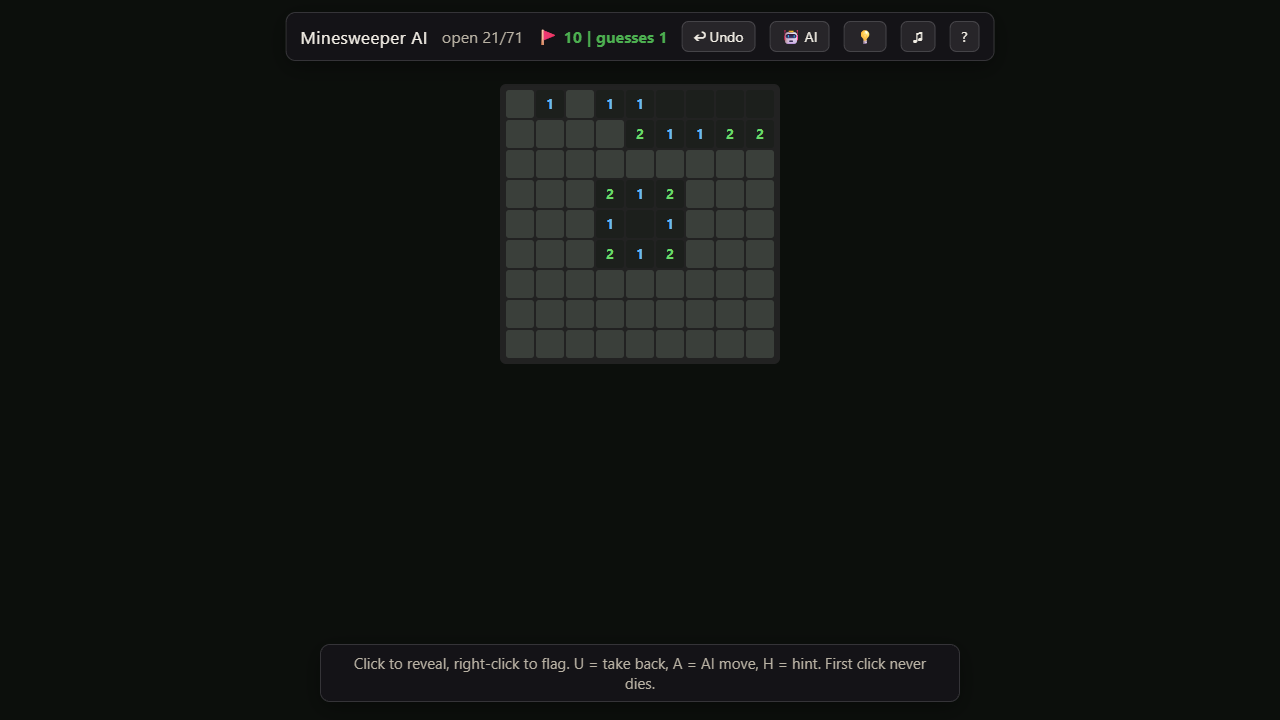 Minesweeper AI open 21/71 10 | guesses 1 ↩ Undo AI ♫ ?
1 1 1
2 1 1 2 2
2 1 2
1 1
2 1 2
Click to reveal, right-click to flag. U = take back, A = AI move, H = hint. First click never
dies.